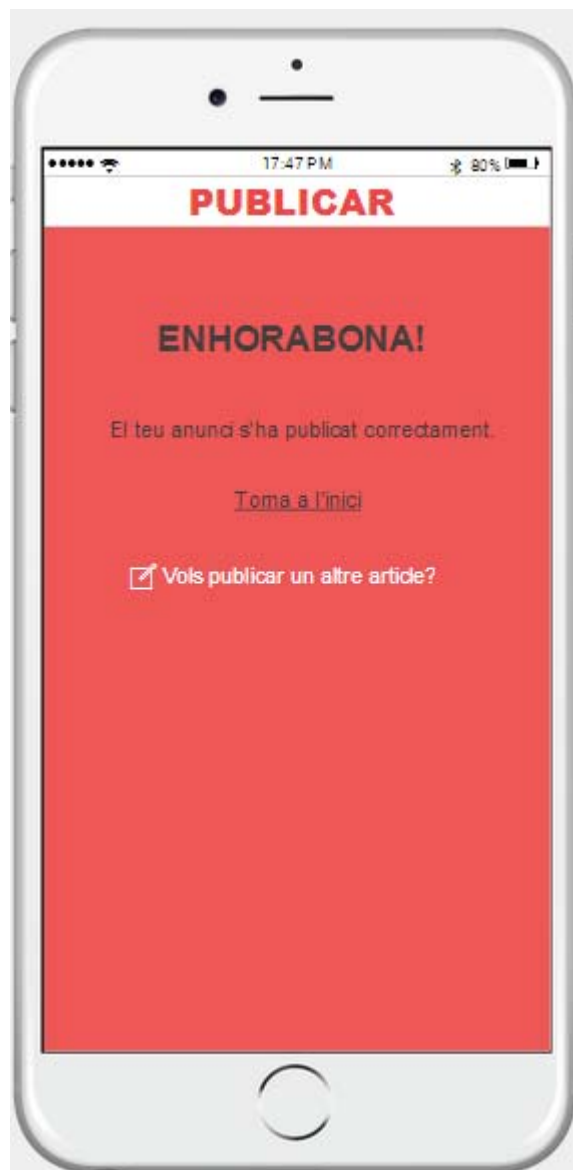 17:47 PM 80%
PUBLICAR
ENHORABONA!
El teu anunci s'ha publicat correctament.
Torna a l'inici
Vols publicar un altre article?